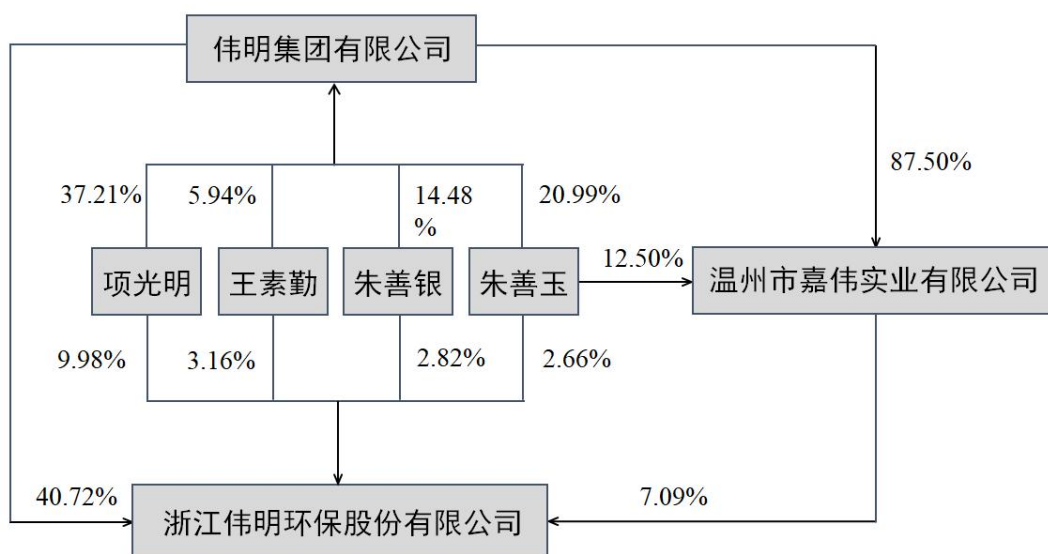 伟明集团有限公司
87.50%
37.21%
5.94%
14.48
%
20.99%
项光明
王素勤
朱善银
朱善玉
12.50%
温州市嘉伟实业有限公司
9.98%
3.16%
2.82%
2.66%
40.72%
浙江伟明环保股份有限公司
7.09%